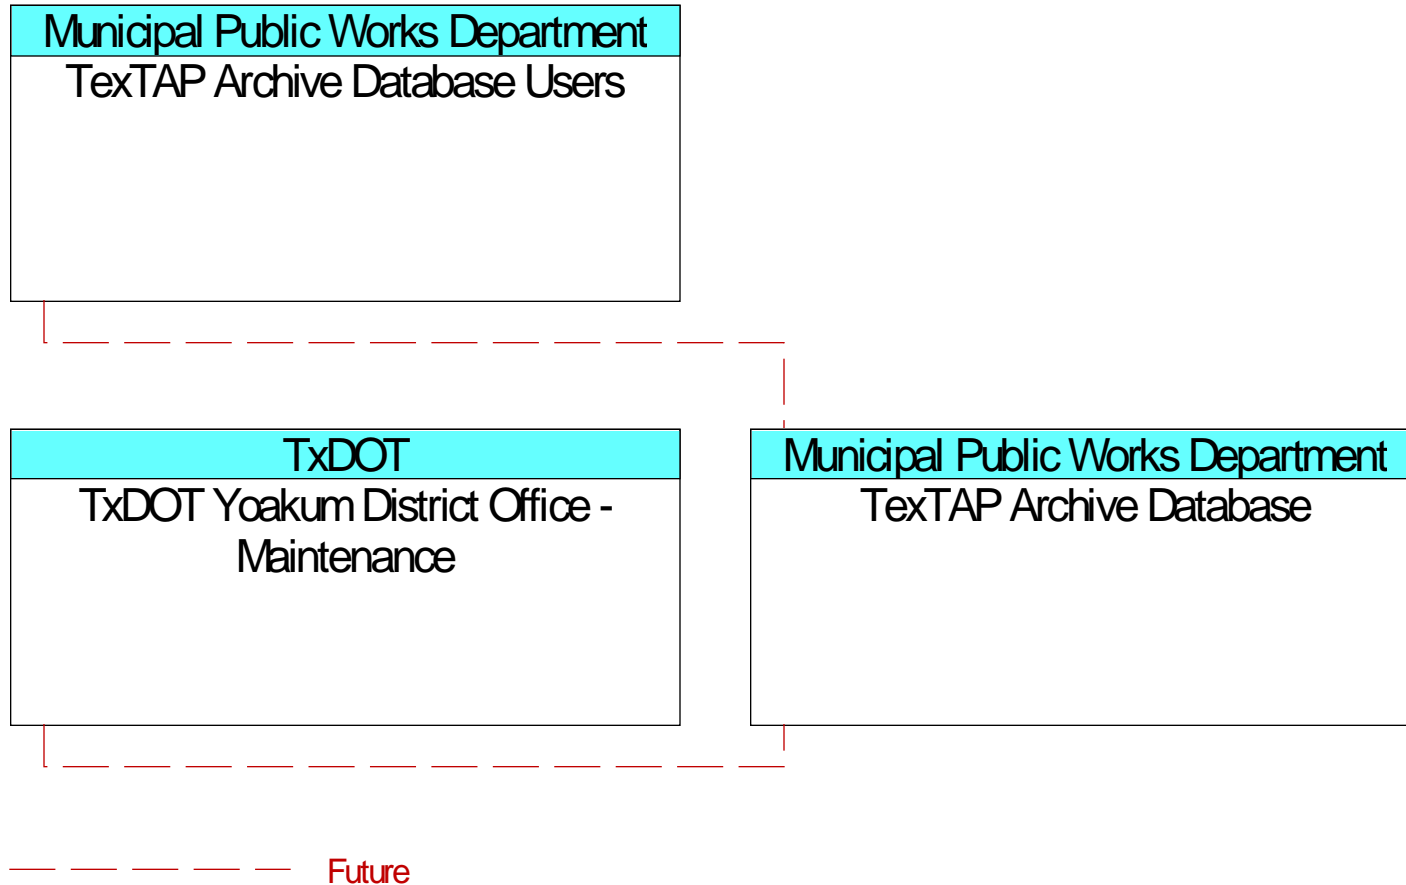 Municipal Public Works Department
TexTAP Archive Database Users
TxDOT
TxDOT Yoakum District Office -
Maintenance
Municipal Public Works Department
TexTAP Archive Database
Future